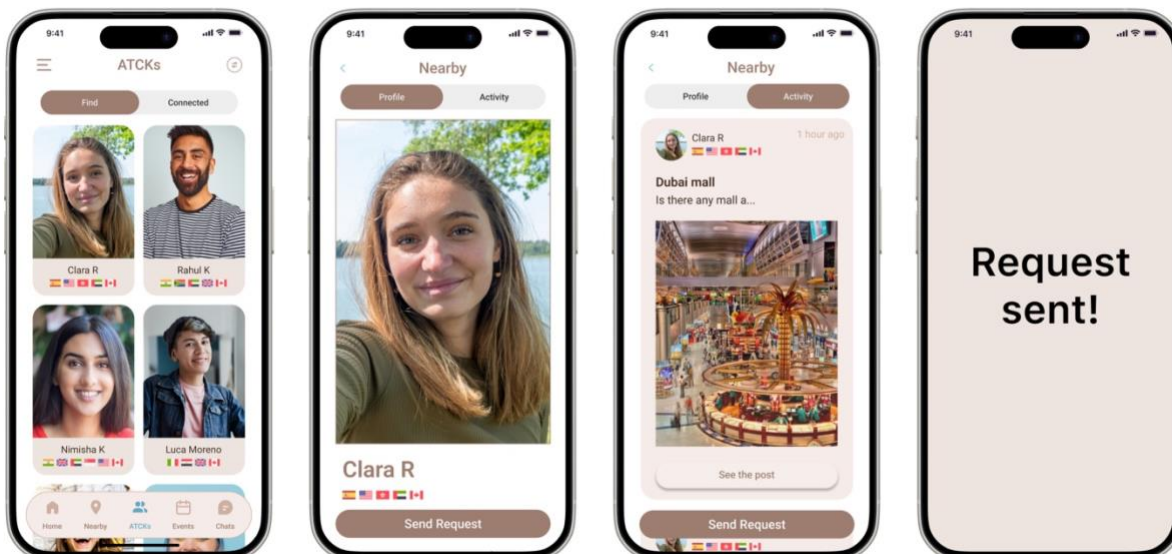 9:41
ATCKs
Find
Connected
Clara R
Rahul K
Nimisha K
Luca Moreno
Home
Nearby
ATCKs
Events
Chats
9:41
Nearby
Profile
Activity
Clara R
Send Request
9:41
Nearby
Profile
Activity
Clara R
1 hour ago
Dubai mall
Is there any mall a...
See the post
Send Request
9:41
Request
sent!